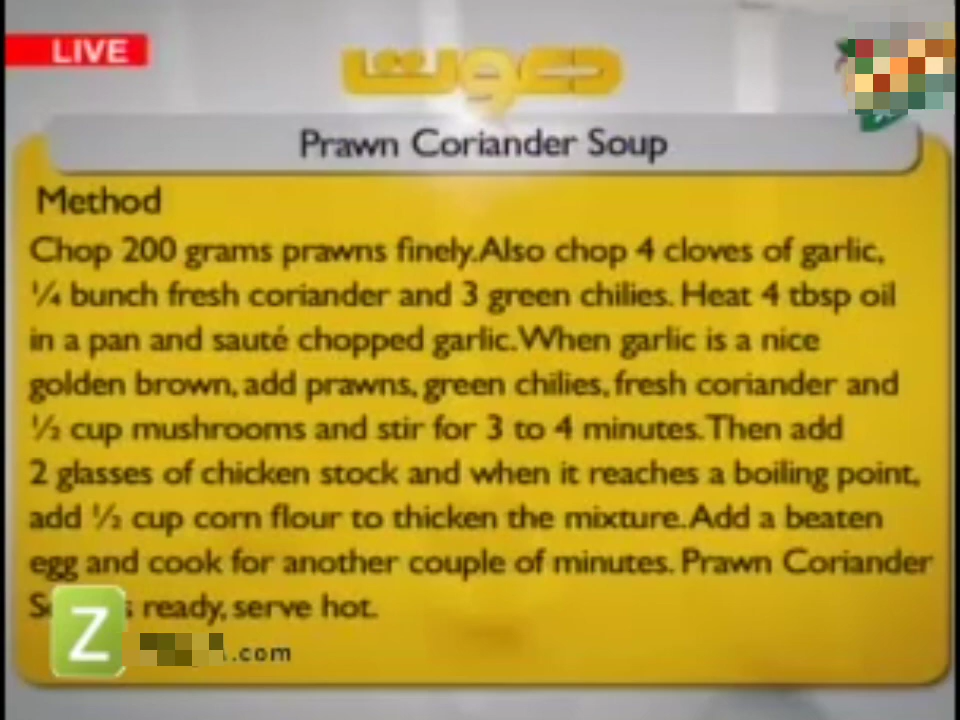 LIVE
دعوت
Prawn Coriander Soup
Method
Chop 200 grams prawns finely. Also chop 4 cloves of garlic,
¼ bunch fresh coriander and 3 green chilies. Heat 4 tbsp oil
in a pan and sauté chopped garlic. When garlic is a nice
golden brown, add prawns, green chilies, fresh coriander and
½ cup mushrooms and stir for 3 to 4 minutes. Then add
2 glasses of chicken stock and when it reaches a boiling point,
add ½ cup corn flour to thicken the mixture. Add a beaten
egg and cook for another couple of minutes. Prawn Coriander
ready, serve hot.
Z
.com